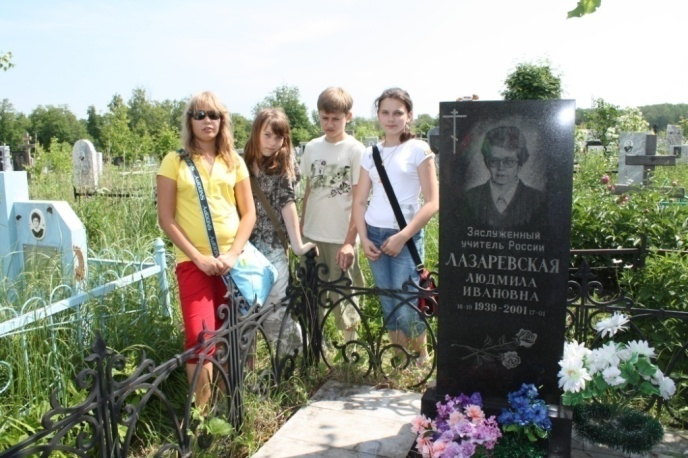 Заслуженный
учитель России
ЛАЗАРЕВСКАЯ
ЛЮДМИЛА
ИВАНОВНА
1939-2001